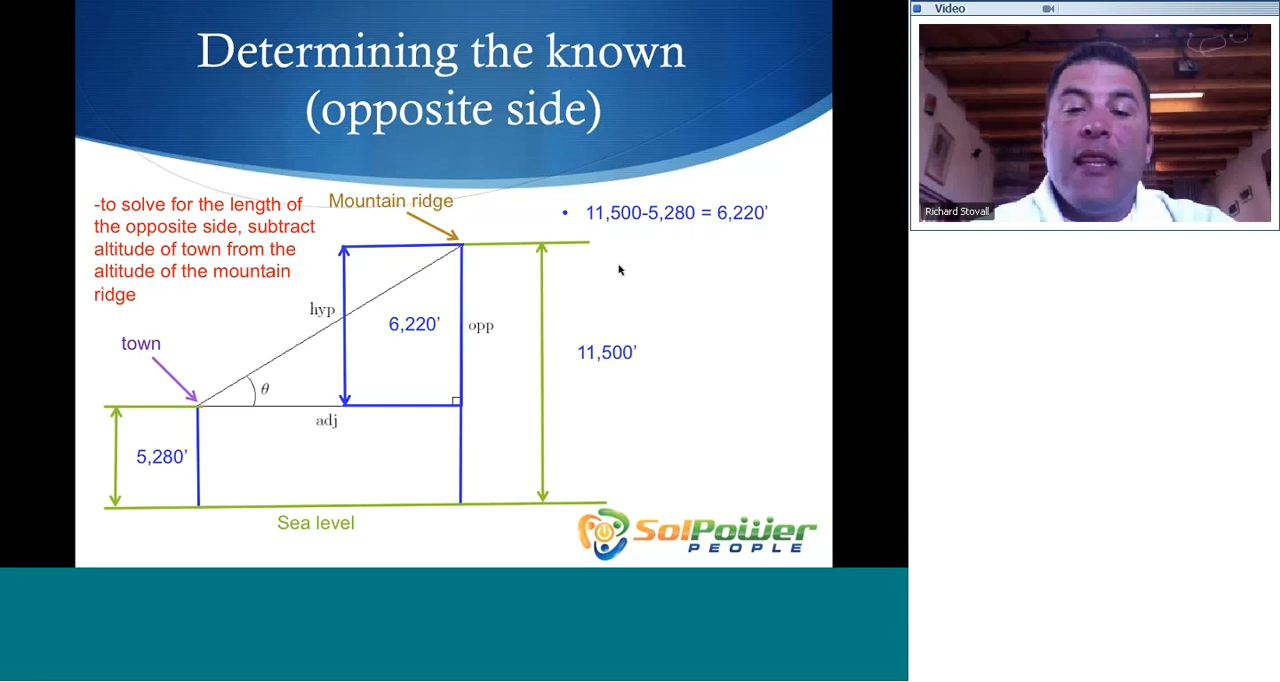 Determining the known
(opposite side)
-to solve for the length of
the opposite side, subtract
altitude of town from the
altitude of the mountain
ridge
Mountain ridge
• 11,500-5,280 = 6,220’
hyp
6,220’
opp
11,500’
town
θ
adj
5,280’
Sea level
SolPower
PEOPLE
Video
Richard Stovall